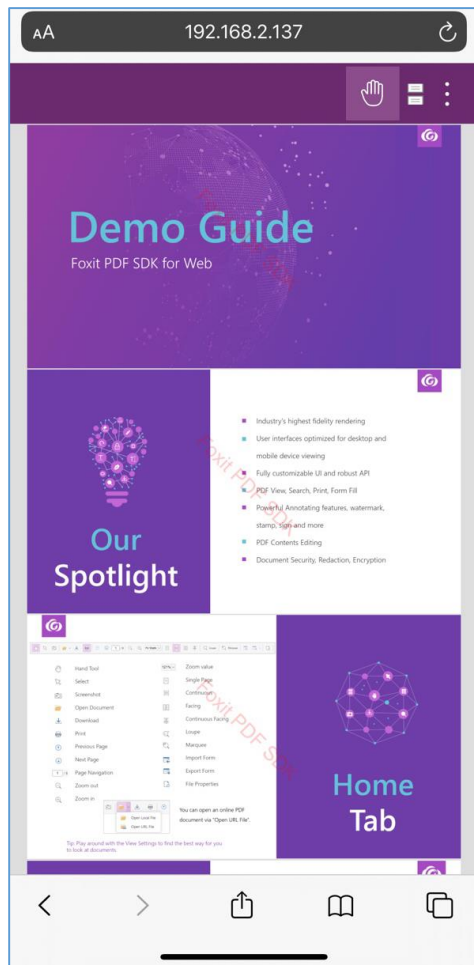 AA 192.168.2.137
Demo Guide
Foxit PDF SDK for Web
Foxit PDF SDK
Our
Spotlight
Industry's highest fidelity rendering
User interfaces optimized for desktop and
mobile device viewing
Fully customizable UI and robust API
PDF View, Search, Print, Form Fill
Powerful Annotating features, watermark,
stamp, sign and more
PDF Contents Editing
Document Security, Redaction, Encryption
Foxit PDF SDK
Hand Tool
Select
Screenshot
Open Document
Download
Print
Previous Page
Next Page
Page Navigation
Zoom out
Zoom in
Zoom value
Single Page
Continuous
Facing
Continuous Facing
Loupe
Marquee
Import Form
Export Form
File Properties
Open Local File
Open URL File
You can open an online PDF
document via "Open URL File".
Tip: Play around with the View Settings to find the best way for you
to look at documents.
Foxit PDF SDK
Home
Tab